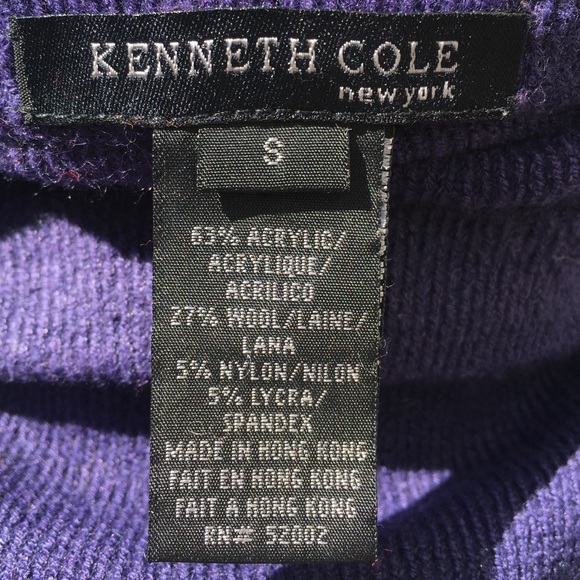 KENNETH COLE
new york
S
63% ACRYLIC/
ACRYLIQUE/
ACRILICO
27% WOOL/LAINE/
LANA
5% NYLON/NILON
5% LYCRA/
SPANDEX
MADE IN HONG KONG
FAIT EN HONG KONG
FAIT A HONG KONG
RN# 52002